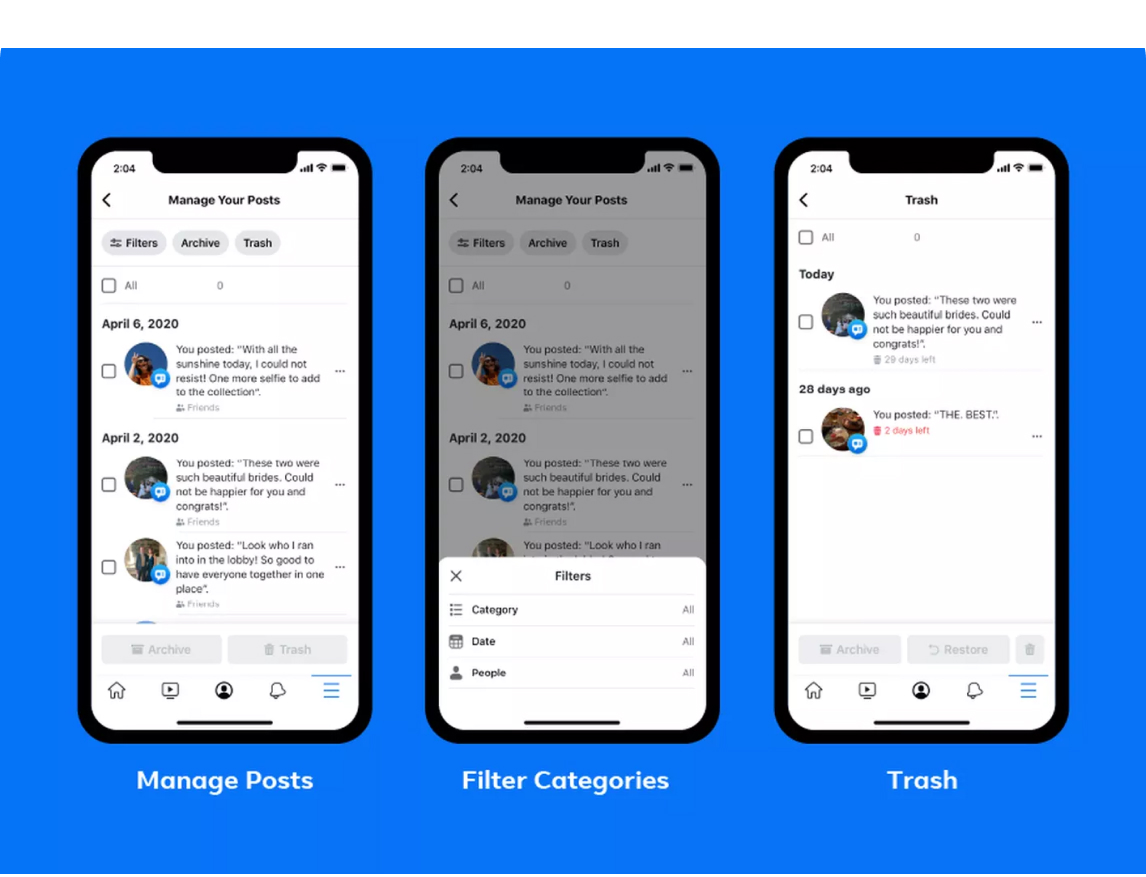 2:04
Manage Your Posts
Filters Archive Trash
All 0
April 6, 2020
You posted: "With all the
sunshine today, I could not
resist! One more selfie to add
to the collection".
Friends
April 2, 2020
You posted: "These two were
such beautiful brides. Could
not be happier for you and
congrats!".
Friends
You posted: "Look who I ran
into in the lobby! So good to
have everyone together in one
place".
Friends
Archive Trash
Manage Posts
2:04
Manage Your Posts
Filters Archive Trash
All 0
April 6, 2020
You posted: "With all the
sunshine today, I could not
resist! One more selfie to add
to the collection".
Friends
April 2, 2020
You posted: "These two were
such beautiful brides. Could
not be happier for you and
congrats!".
Friends
You posted: "Look who I ran
Filters
Category All
Date All
People All
Filter Categories
2:04
Trash
All 0
Today
You posted: "These two were
such beautiful brides. Could
not be happier for you and
congrats!".
29 days left
28 days ago
You posted: "THE. BEST.".
2 days left
Archive Restore
Trash